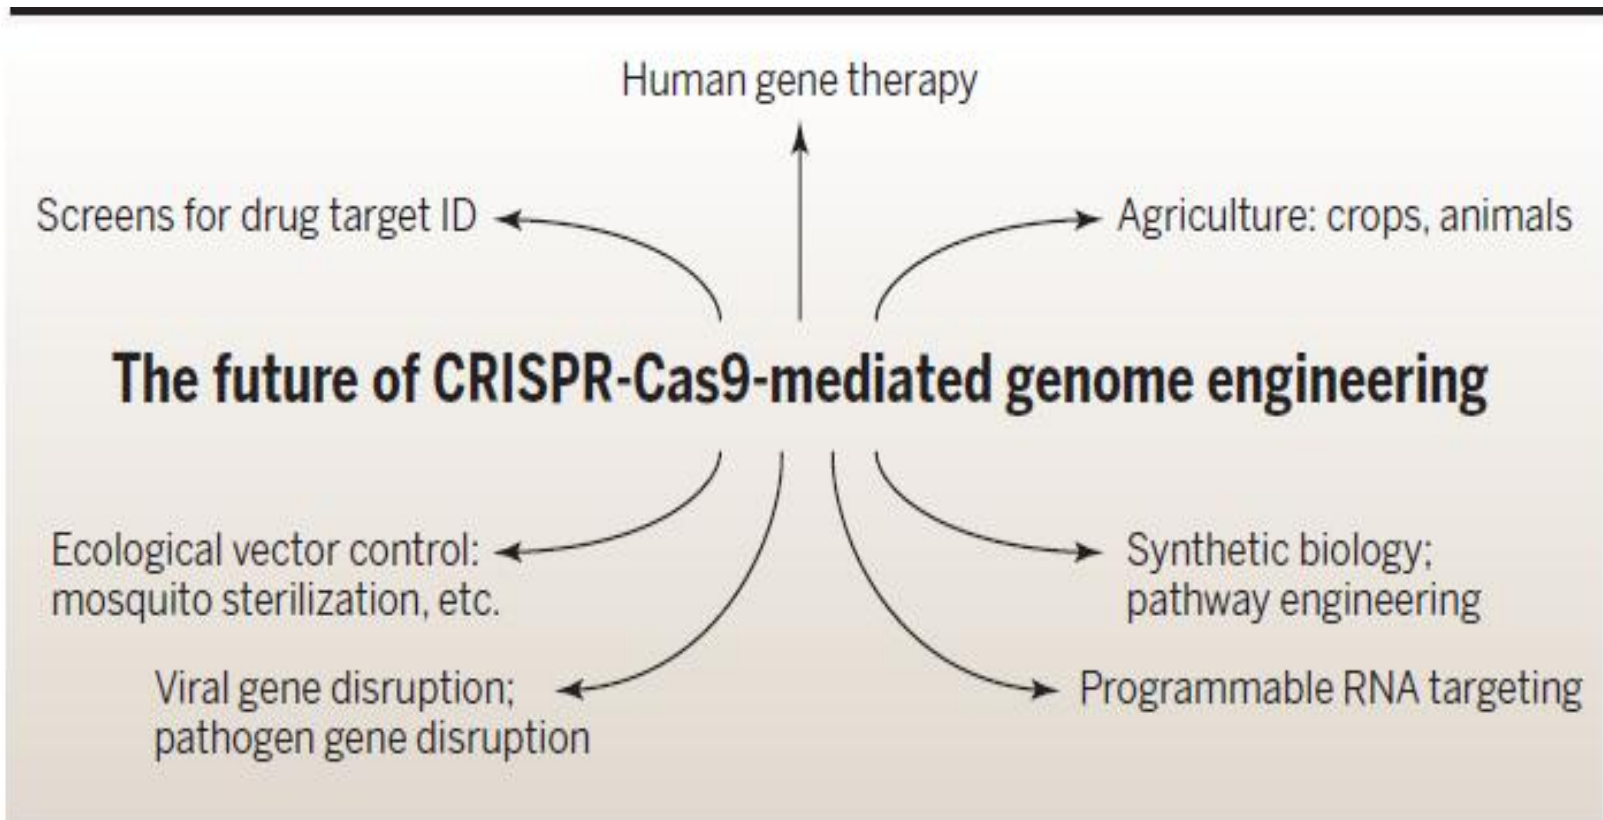 Human gene therapy
Screens for drug target ID
Agriculture: crops, animals
The future of CRISPR-Cas9-mediated genome engineering
Ecological vector control:
mosquito sterilization, etc.
Synthetic biology;
pathway engineering
Viral gene disruption;
pathogen gene disruption
Programmable RNA targeting